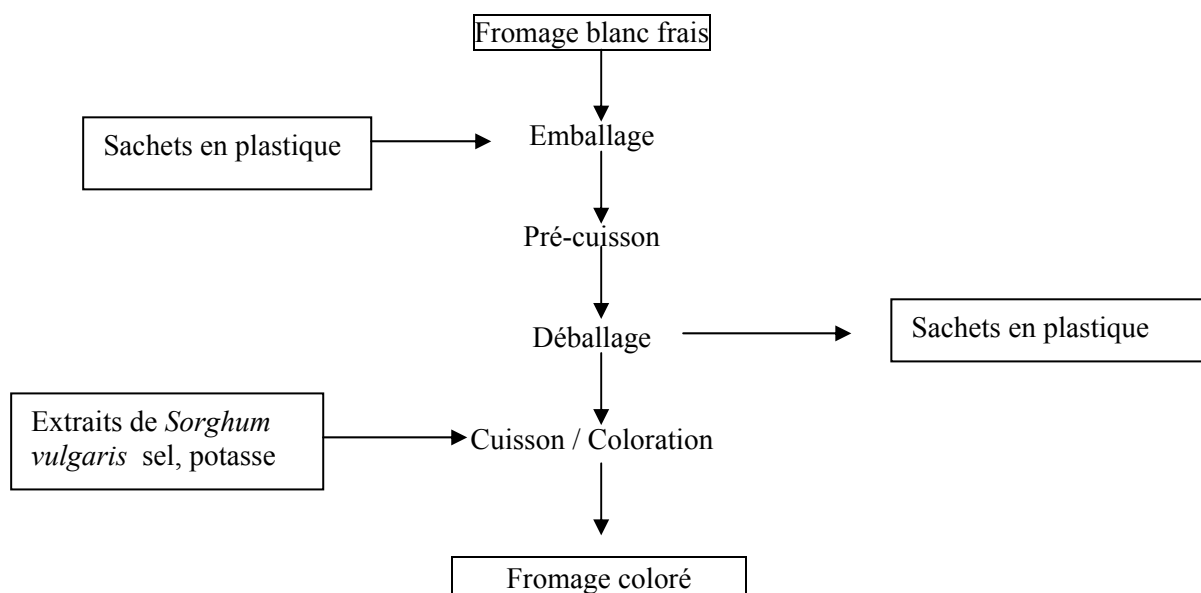 Fromage blanc frais
Sachets en plastique
Emballage
Pré-cuisson
Déballage
Sachets en plastique
Extraits de Sorghum
vulgaris sel, potasse
Cuisson / Coloration
Fromage coloré